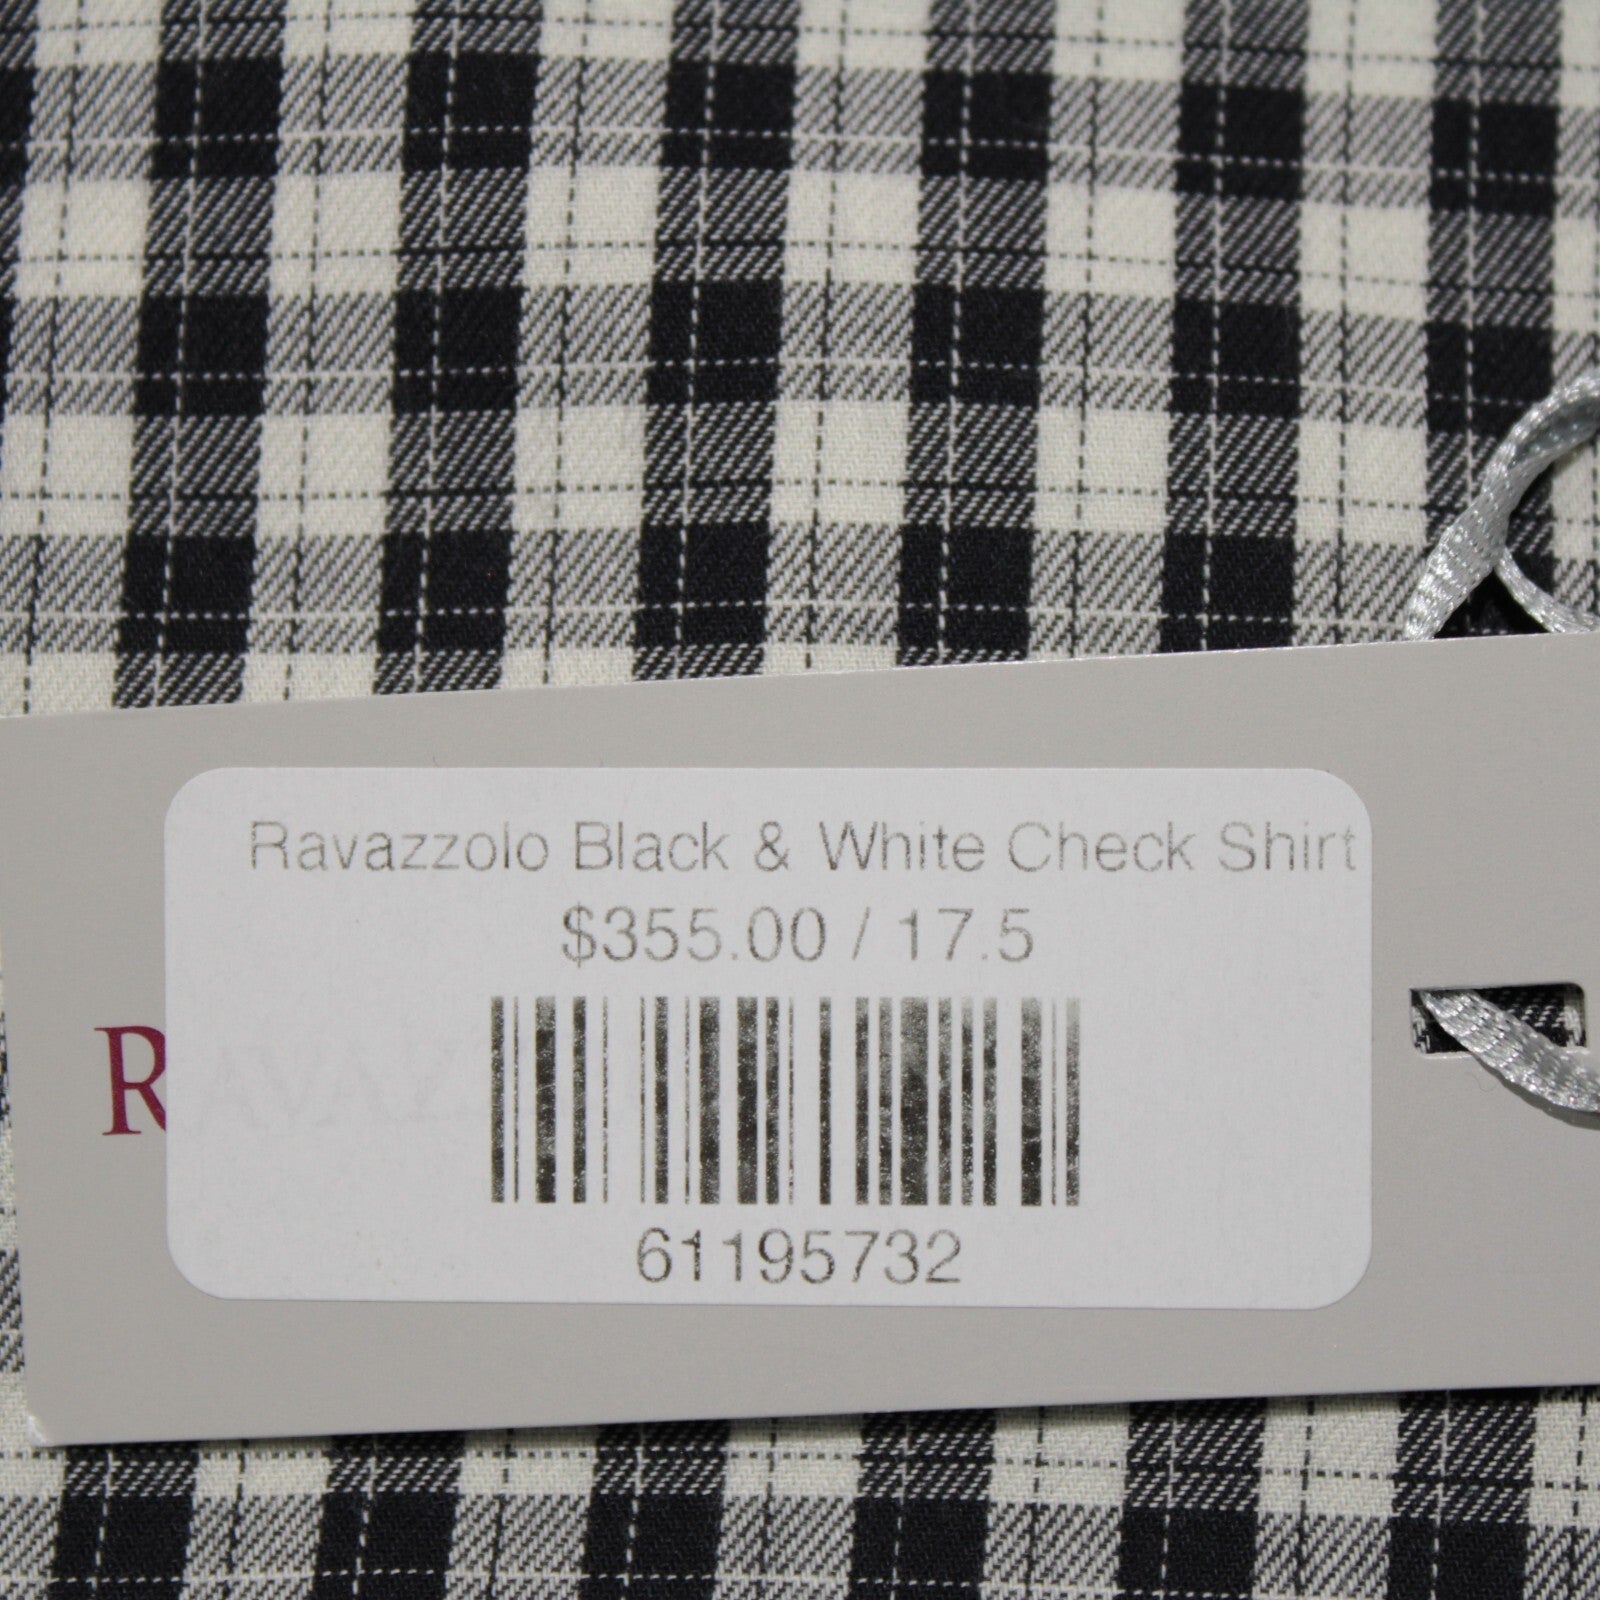 Ravazzolo Black & White Check Shirt
$355.00 / 17.5
R
61195732